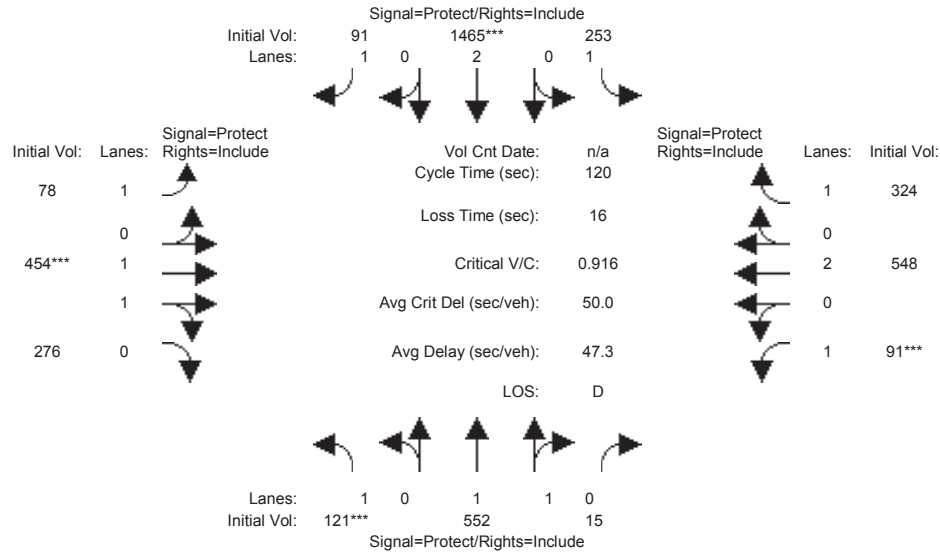 Signal=Protect/Rights=Include
Initial Vol: 91 1465*** 253
Lanes: 1 0 2 0 1
Signal=Protect
Initial Vol: Lanes: Rights=Include
Vol Cnt Date: n/a
Signal=Protect
Rights=Include Lanes: Initial Vol:
Cycle Time (sec): 120
78 1
1 324
Loss Time (sec): 16
0
0
454*** 1
Critical V/C: 0.916
2 548
1
Avg Crit Del (sec/veh): 50.0
0
276 0
Avg Delay (sec/veh): 47.3
1 91***
LOS: D
Lanes: 1 0 1 1 0
Initial Vol: 121*** 552 15
Signal=Protect/Rights=Include